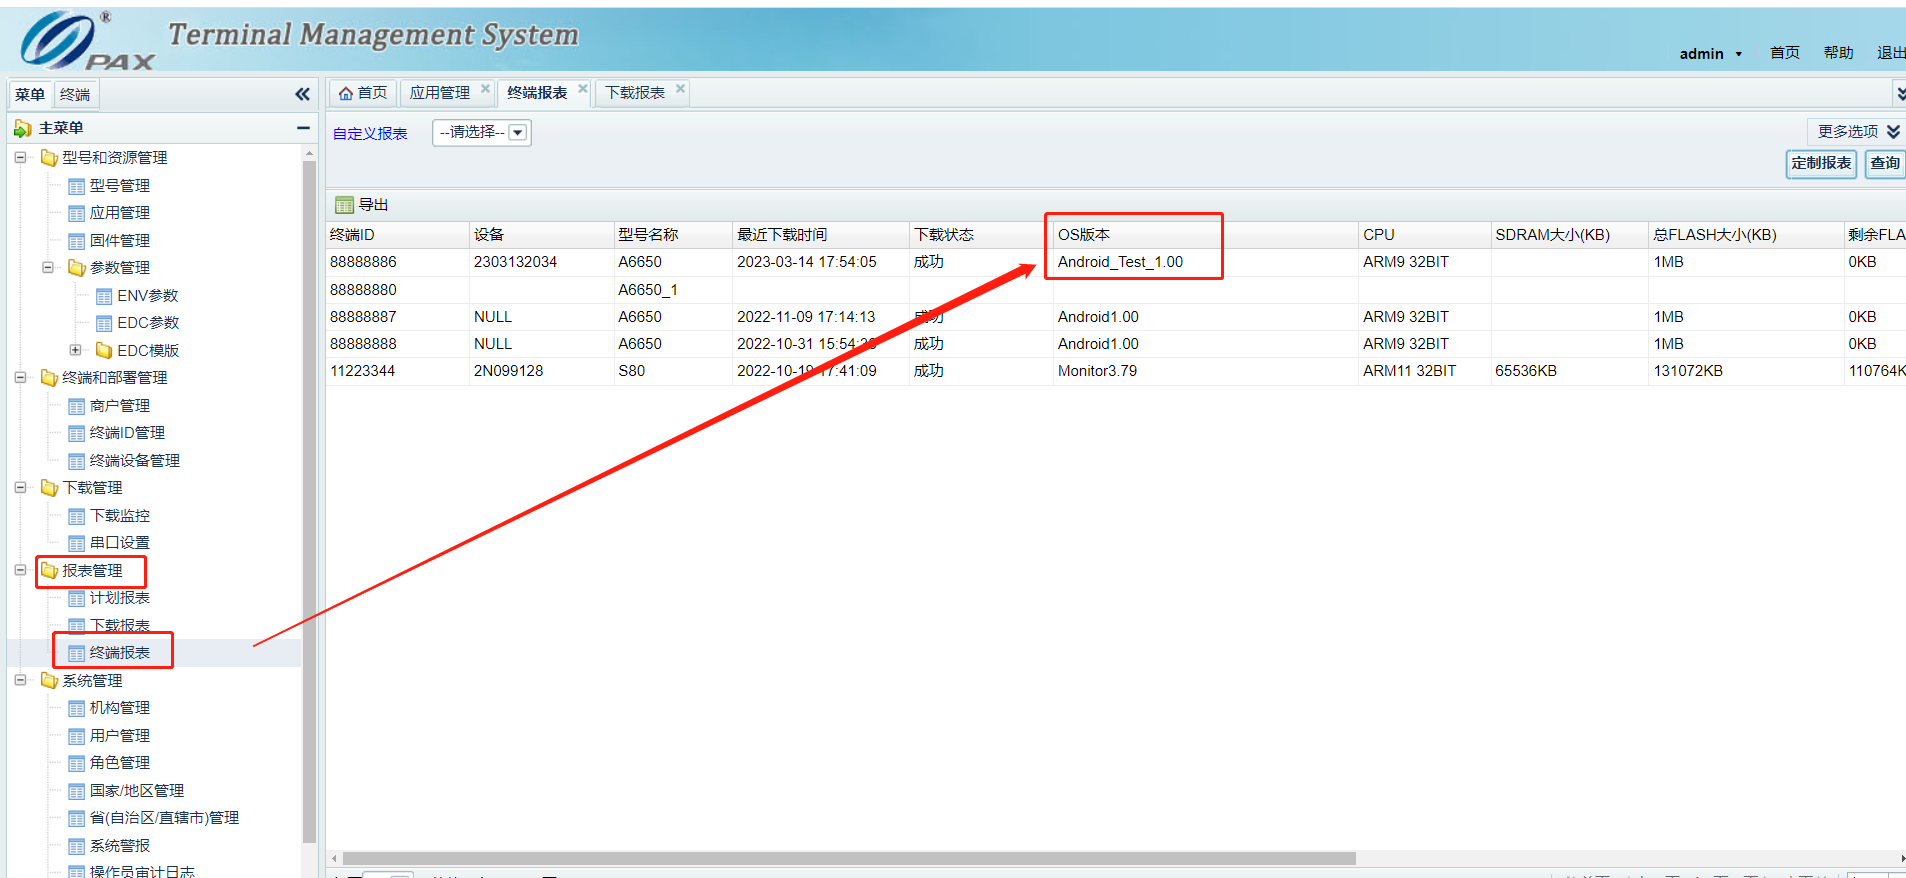 PAX ®
Terminal Management System
admin 首页 帮助 退出
菜单 终端
首页 应用管理 终端报表 下载报表
主菜单
自定义报表 --请选择--
更多选项
定制报表 查询
导出
型号和资源管理
型号管理
应用管理
固件管理
参数管理
ENV参数
EDC参数
EDC模版
终端和部署管理
商户管理
终端ID管理
终端设备管理
下载管理
下载监控
串口设置
报表管理
计划报表
下载报表
终端报表
系统管理
机构管理
用户管理
角色管理
国家/地区管理
省(自治区/直辖市)管理
系统警报
操作员审计日志
终端ID 设备 型号名称 最近下载时间 下载状态 OS版本 CPU SDRAM大小(KB) 总FLASH大小(KB) 剩余FLA
88888886 2303132034 A6650 2023-03-14 17:54:05 成功 Android_Test_1.00 ARM9 32BIT 1MB 0KB
88888880 A6650_1
88888887 NULL A6650 2022-11-09 17:14:13 成功 Android1.00 ARM9 32BIT 1MB 0KB
88888888 NULL A6650 2022-10-31 成功 Android1.00 ARM9 32BIT 1MB 0KB
11223344 2N099128 S80 2022-10-19 17:41:09 成功 Monitor3.79 ARM11 32BIT 65536KB 131072KB 110764K